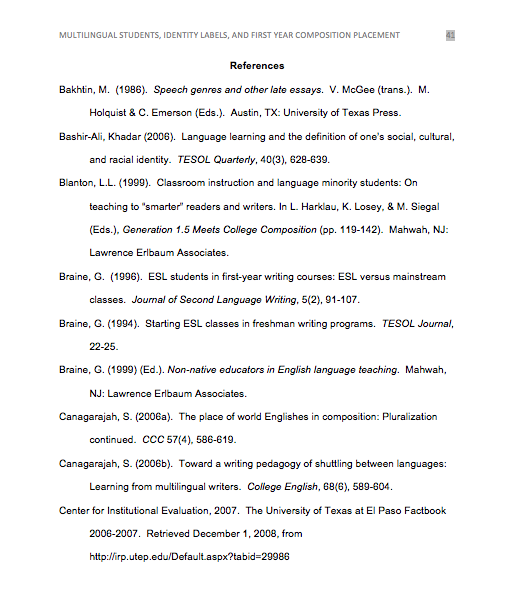 MULTILINGUAL STUDENTS, IDENTITY LABELS, AND FIRST YEAR COMPOSITION PLACEMENT 41
References
Bakhtin, M.  (1986).  Speech genres and other late essays.  V. McGee (trans.).  M.
Holquist & C. Emerson (Eds.).  Austin, TX: University of Texas Press.
Bashir-Ali, Khadar (2006).  Language learning and the definition of one's social, cultural,
and racial identity.  TESOL Quarterly, 40(3), 628-639.
Blanton, L.L. (1999).  Classroom instruction and language minority students: On
teaching to “smarter” readers and writers. In L. Harklau, K. Losey, & M. Siegal
(Eds.), Generation 1.5 Meets College Composition (pp. 119-142).  Mahwah, NJ:
Lawrence Erlbaum Associates.
Braine, G.  (1996).  ESL students in first-year writing courses: ESL versus mainstream
classes.  Journal of Second Language Writing, 5(2), 91-107.
Braine, G. (1994).  Starting ESL classes in freshman writing programs.  TESOL Journal,
22-25.
Braine, G. (1999) (Ed.). Non-native educators in English language teaching.  Mahwah,
NJ: Lawrence Erlbaum Associates.
Canagarajah, S. (2006a).  The place of world Englishes in composition: Pluralization
continued.  CCC 57(4), 586-619.
Canagarajah, S. (2006b).  Toward a writing pedagogy of shuttling between languages:
Learning from multilingual writers.  College English, 68(6), 589-604.
Center for Institutional Evaluation, 2007.  The University of Texas at El Paso Factbook
2006-2007.  Retrieved December 1, 2008, from
http://irp.utep.edu/Default.aspx?tabid=29986